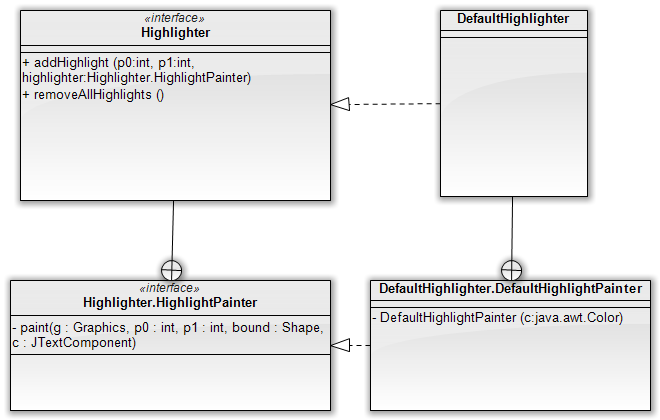 «interface»
Highlighter
+ addHighlight (p0:int, p1:int,
highlighter:Highlighter.HighlightPainter)
+ removeAllHighlights ()
DefaultHighlighter
«interface»
Highlighter.HighlightPainter
- paint(g : Graphics, p0 : int, p1 : int, bound : Shape,
c : JTextComponent)
DefaultHighlighter.DefaultHighlightPainter
- DefaultHighlightPainter (c:java.awt.Color)